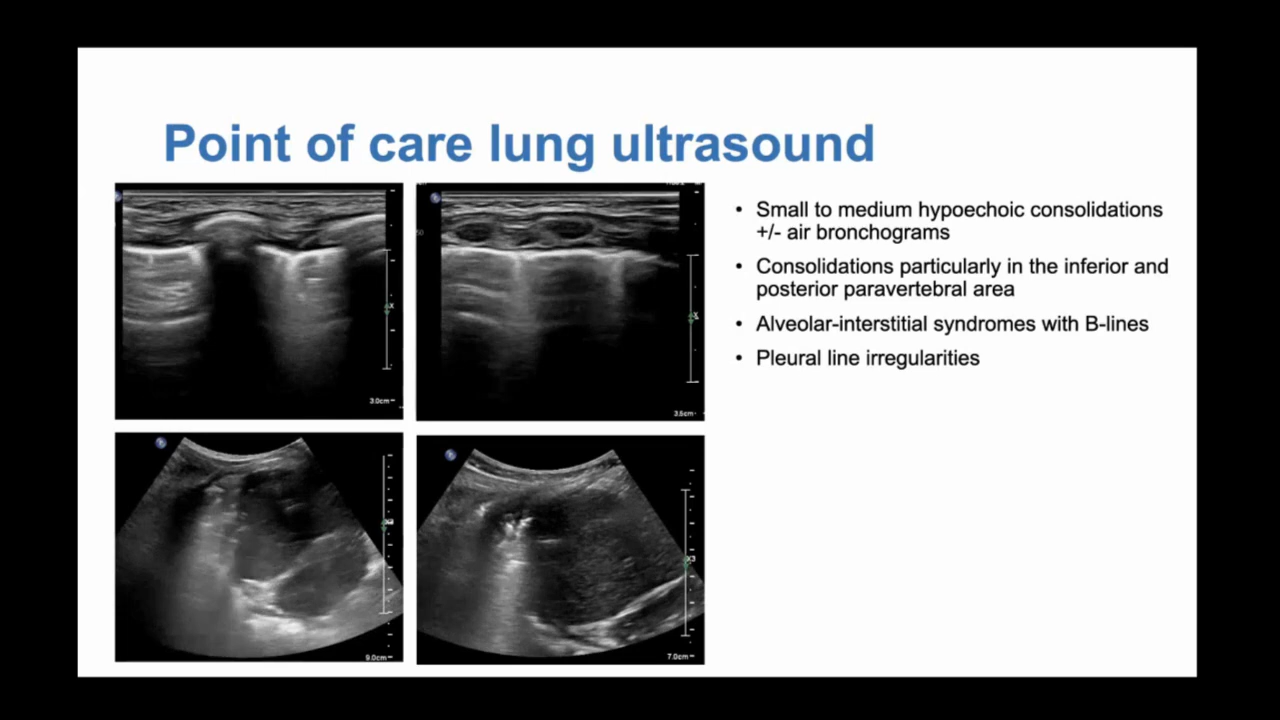 Point of care lung ultrasound
3.0cm
3.5cm
9.0cm
X3
7.0cm
• Small to medium hypoechoic consolidations
+/- air bronchograms
• Consolidations particularly in the inferior and
posterior paravertebral area
• Alveolar-interstitial syndromes with B-lines
• Pleural line irregularities